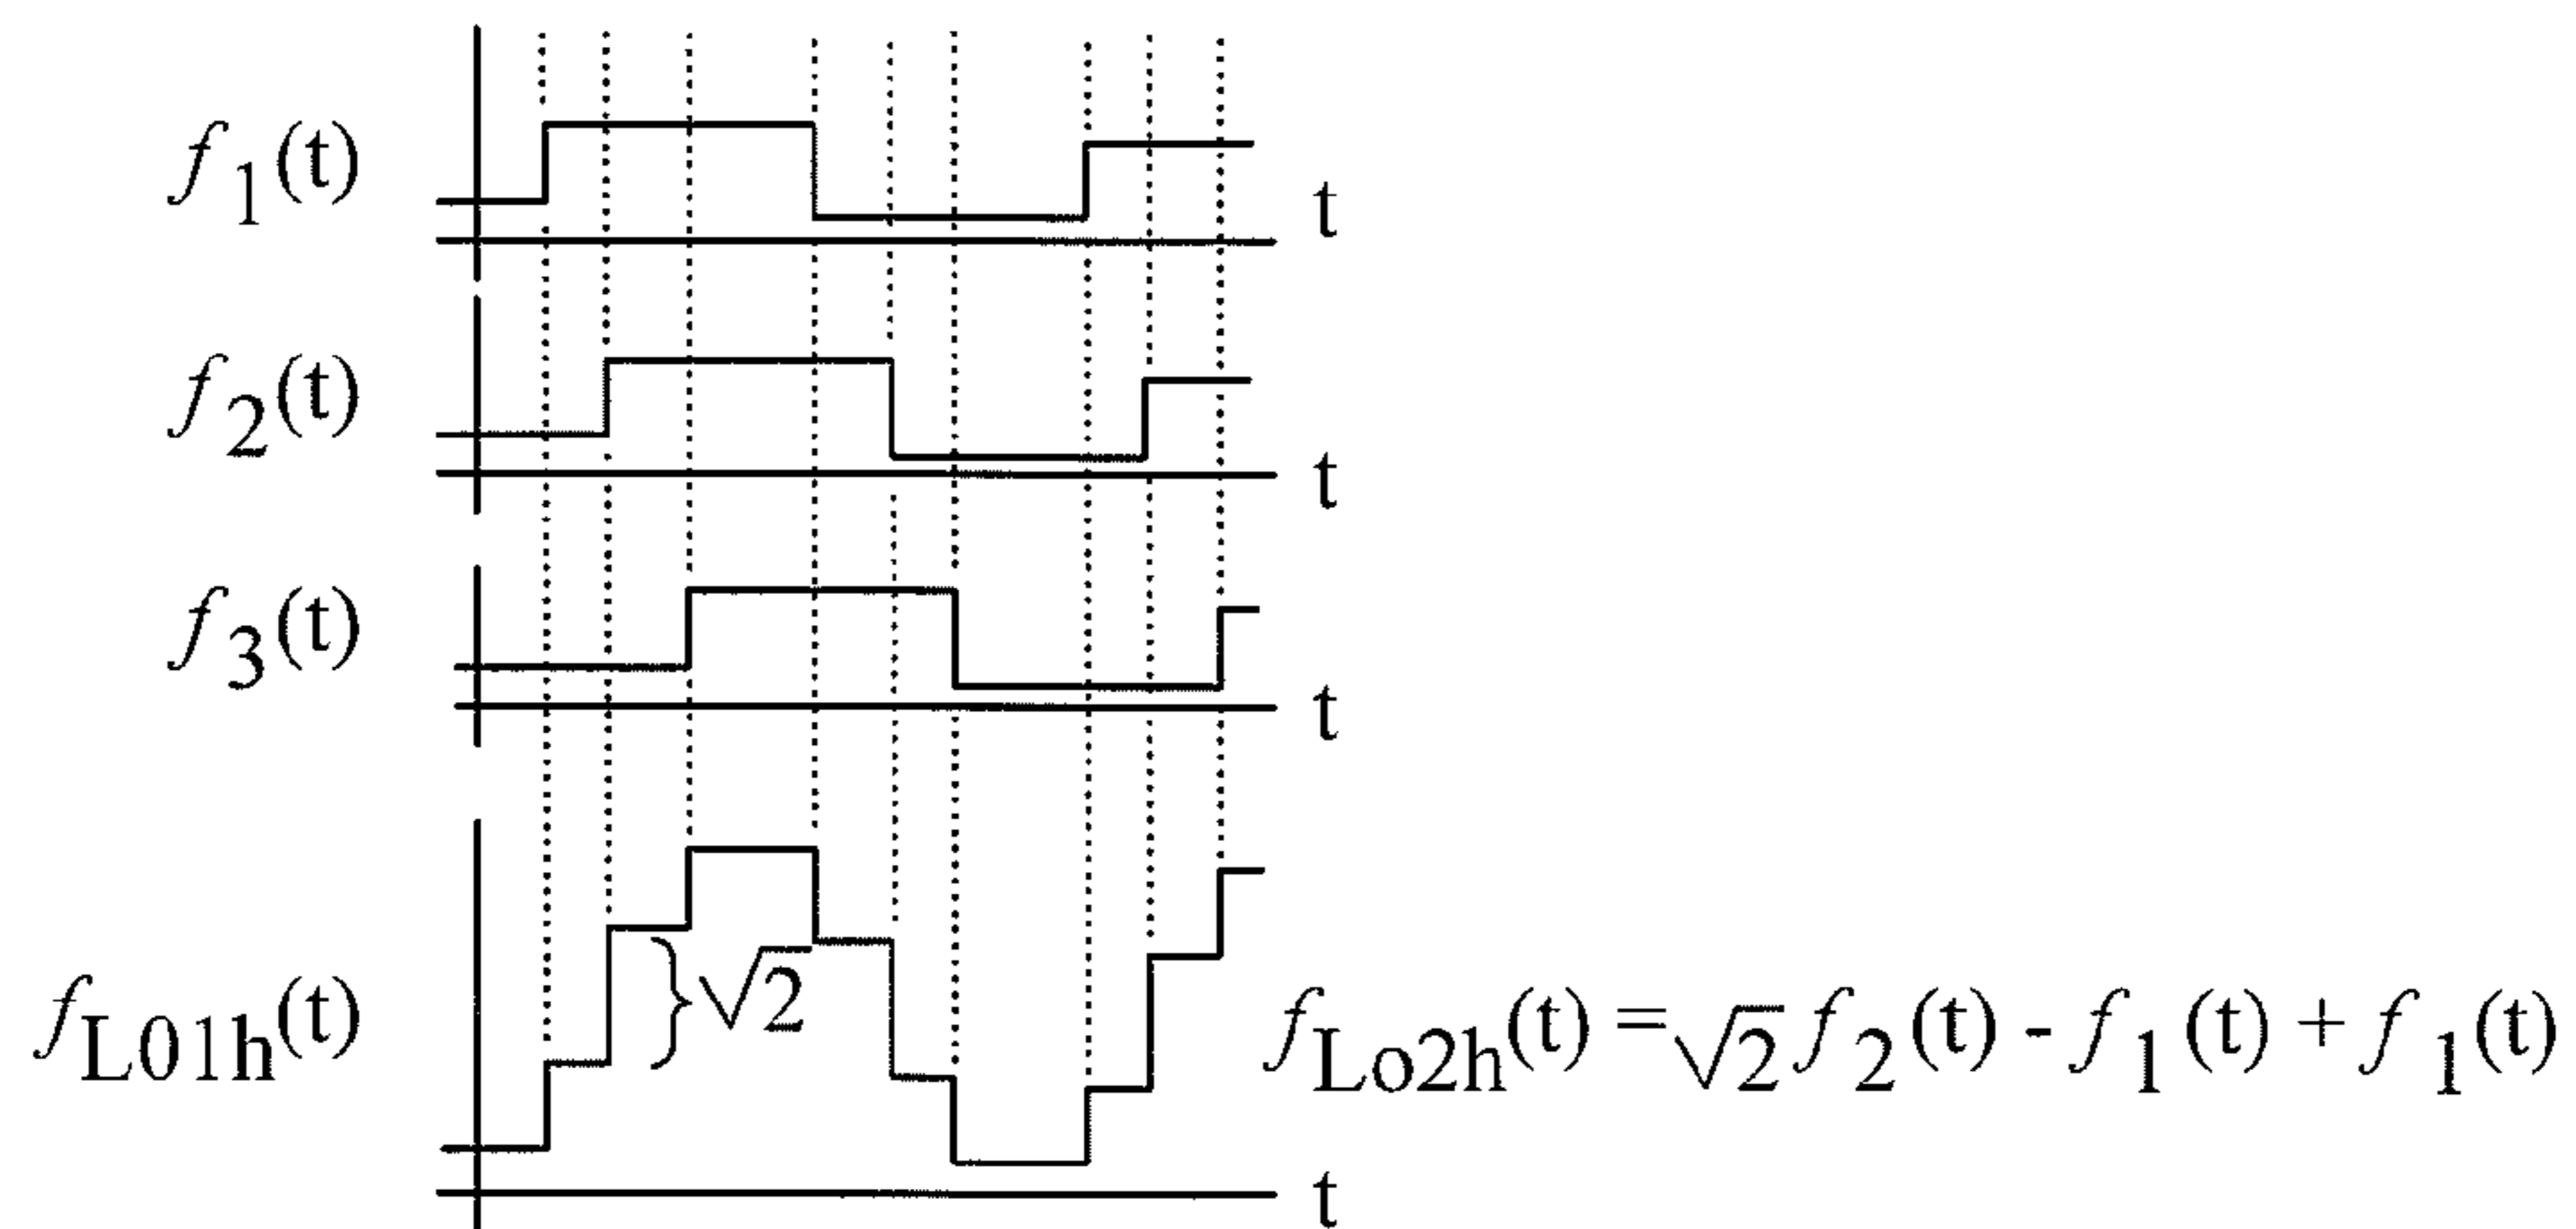 f1(t)
t
f2(t)
t
f3(t)
t
√2
fL01h(t)
fLo2h(t) = √2 f2(t) - f1(t) + f1(t)
t